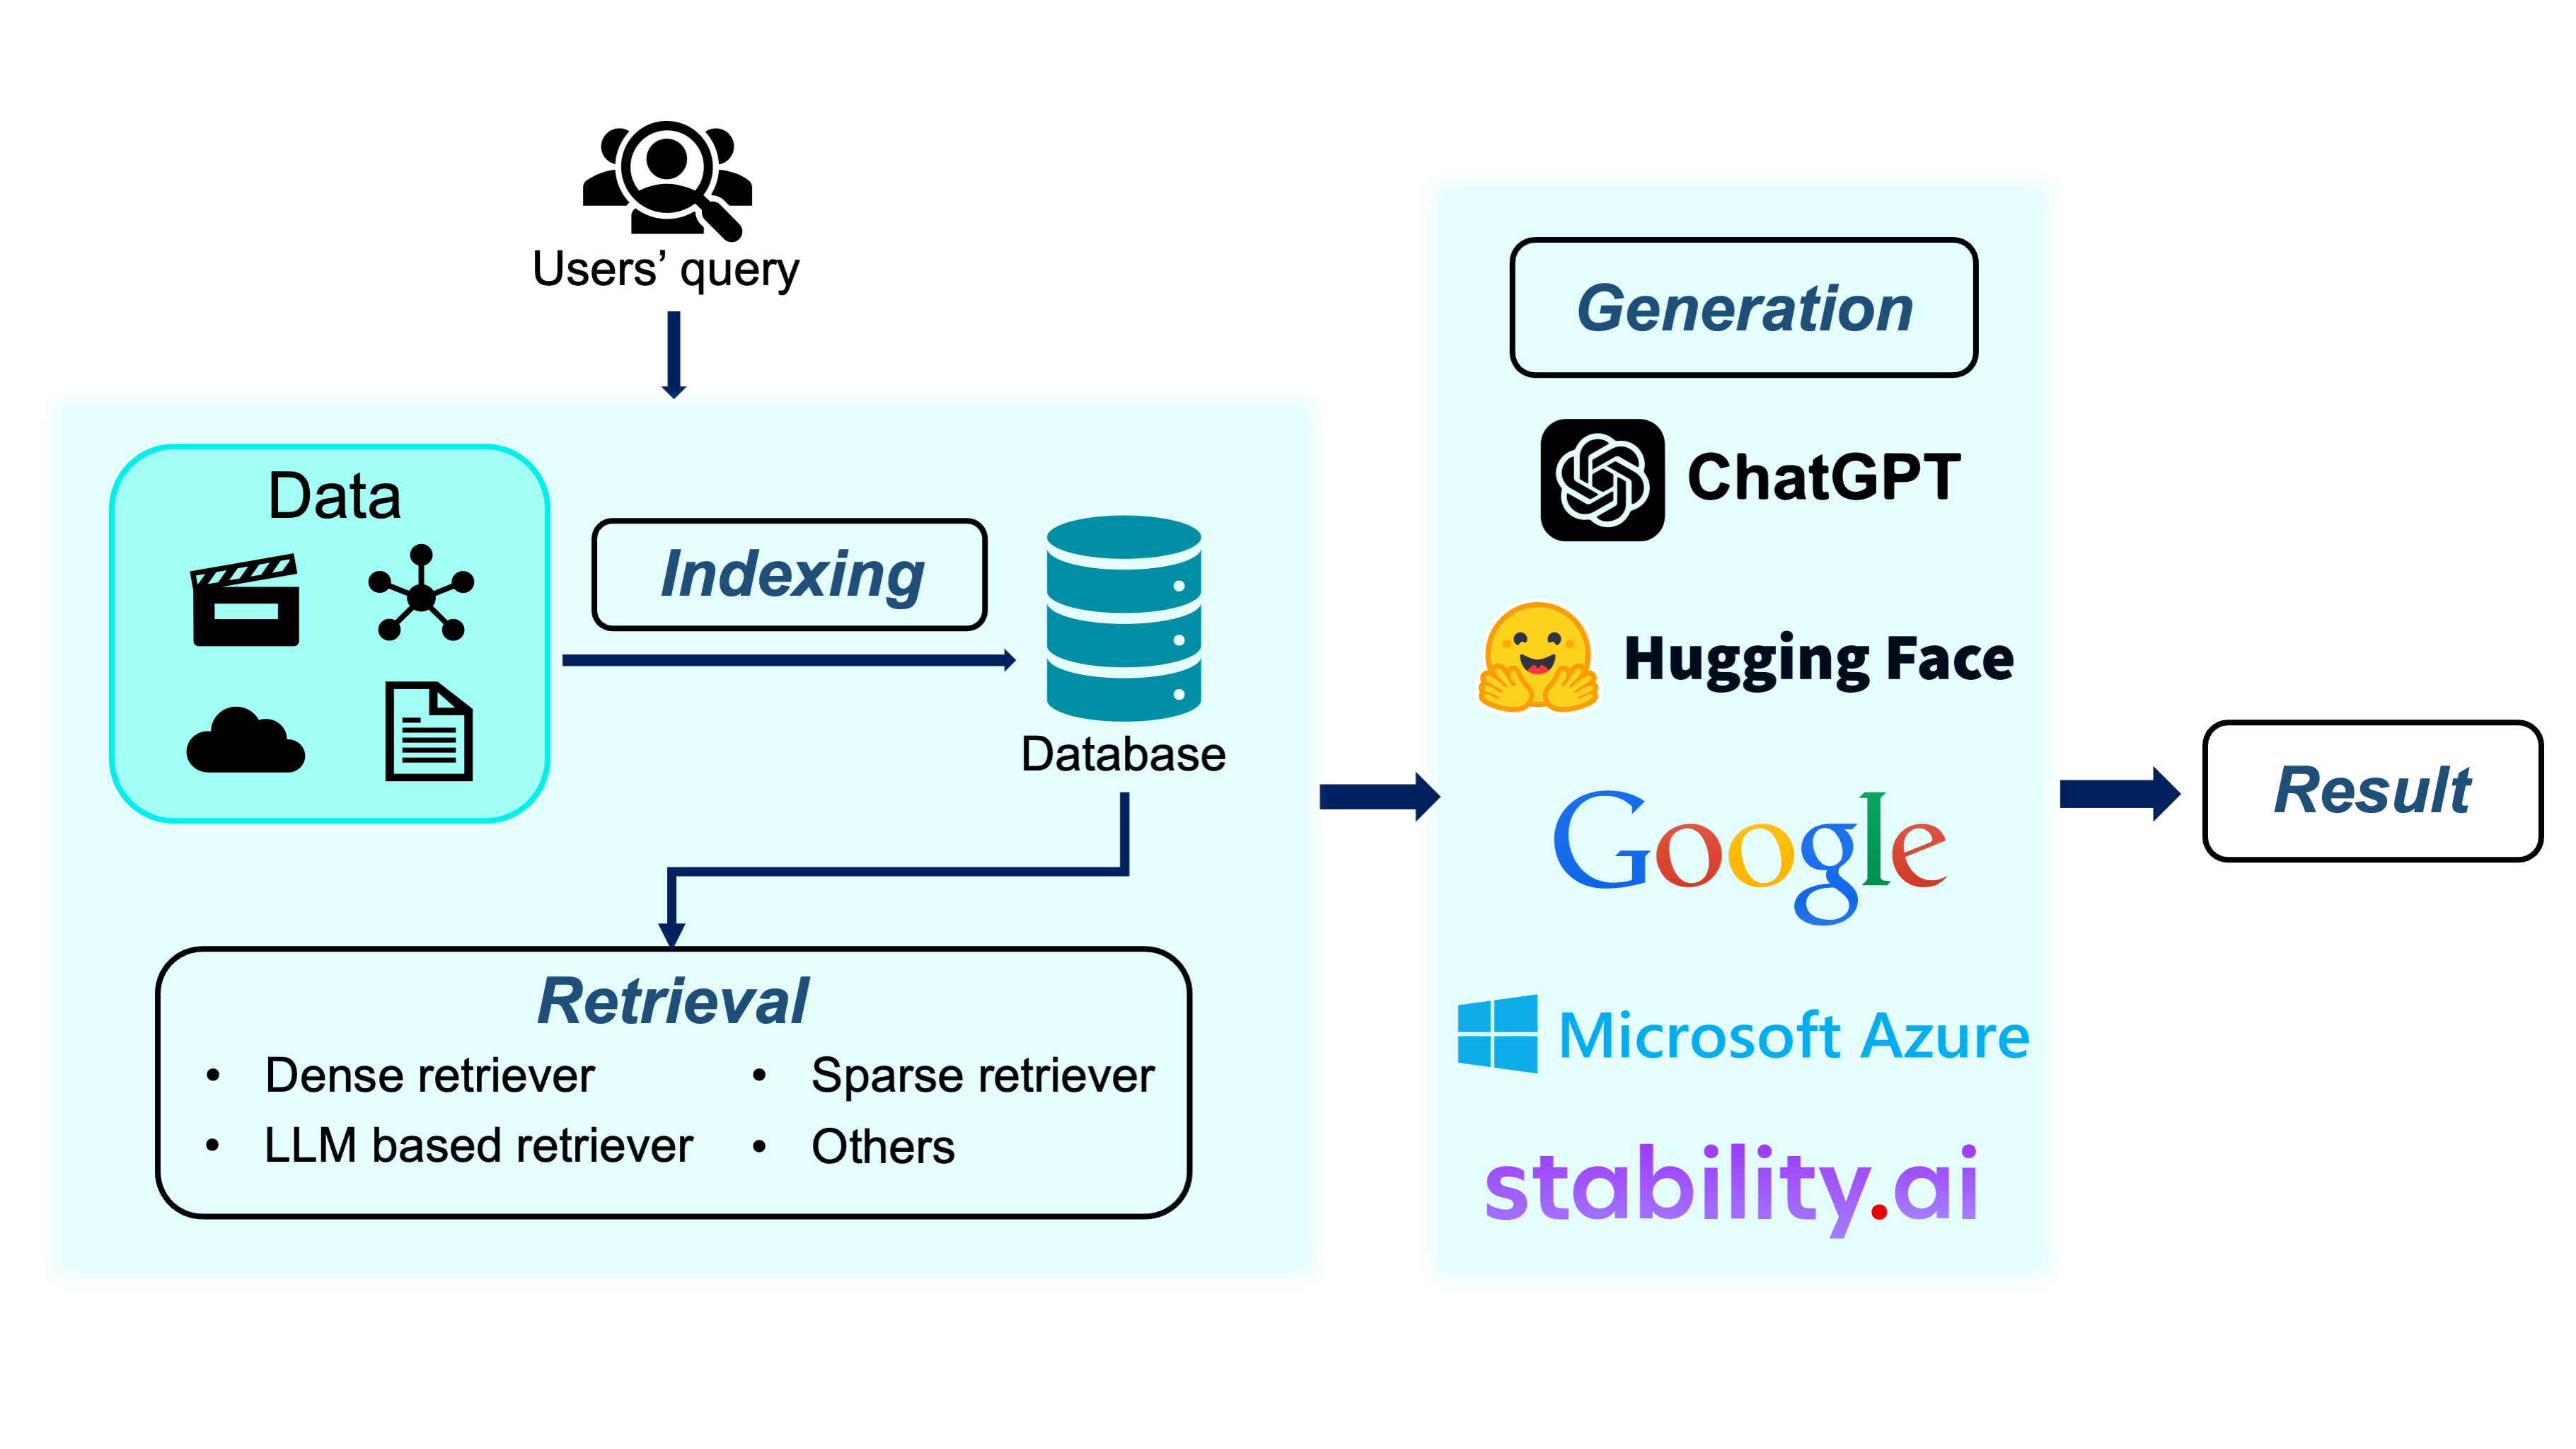 Users’ query
Data
Indexing
Database
Retrieval
• Dense retriever
• Sparse retriever
• LLM based retriever
• Others
Generation
ChatGPT
Hugging Face
Google
Microsoft Azure
stability.ai
Result